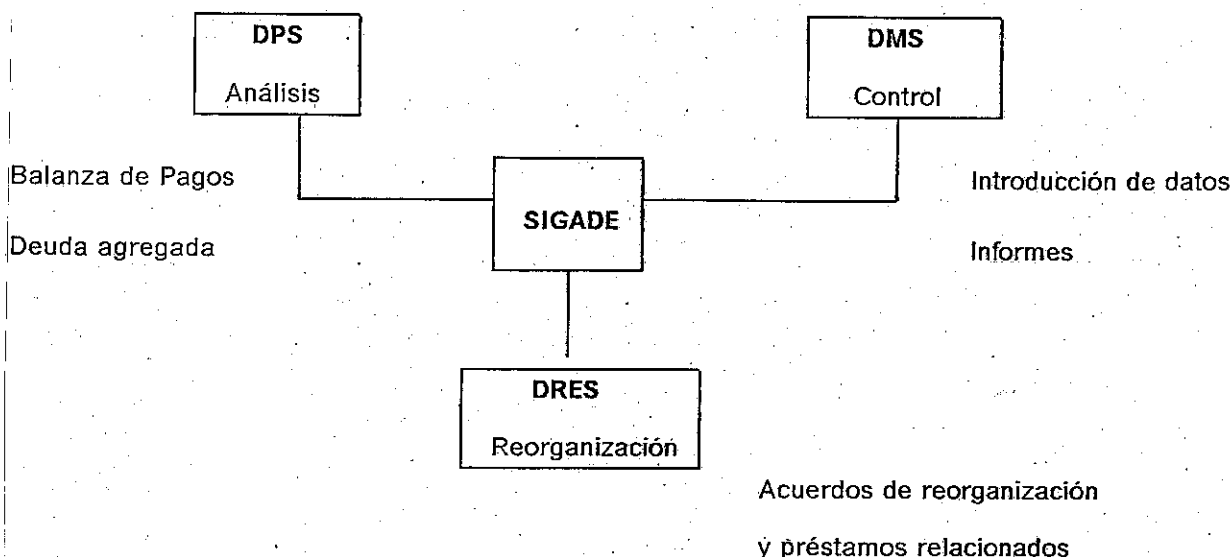 DPS
Análisis
DMS
Control
Balanza de Pagos
Deuda agregada
SIGADE
Introducción de datos
Informes
DRES
Reorganización
Acuerdos de reorganización
y préstamos relacionados